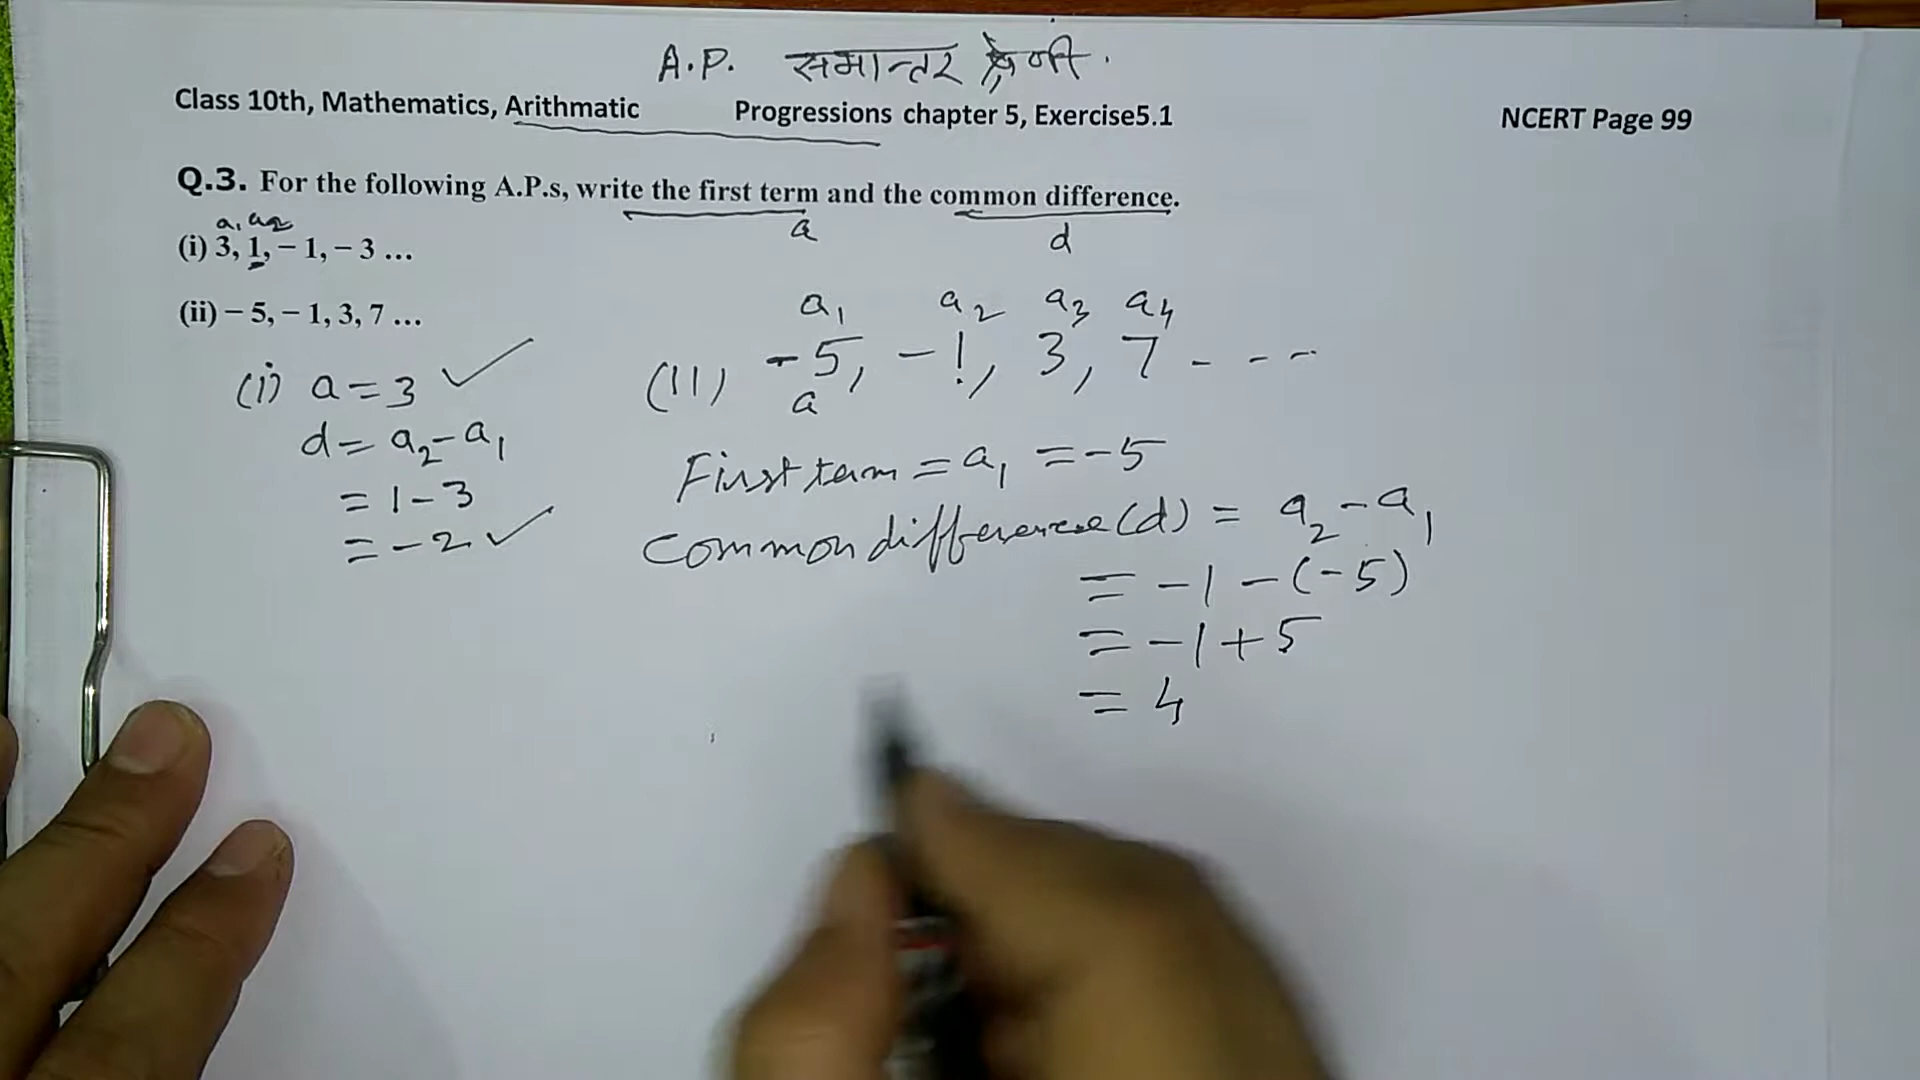 A.P. समान्तर श्रेणी.
Class 10th, Mathematics, Arithmatic Progressions chapter 5, Exercise5.1 NCERT Page 99
Q.3. For the following A.P.s, write the first term and the common difference.
a d
a₁ a₂
(i) 3, 1, – 1, – 3 ...
(ii) – 5, – 1, 3, 7 ...
(i) a = 3 ✓
d = a₂ - a₁
= 1 - 3
= -2 ✓
a₁ a₂ a₃ a₄
(II) -5, -1, 3, 7 - - -
a
First term = a₁ = -5
Common difference (d) = a₂ - a₁
= -1 - (-5)
= -1 + 5
= 4